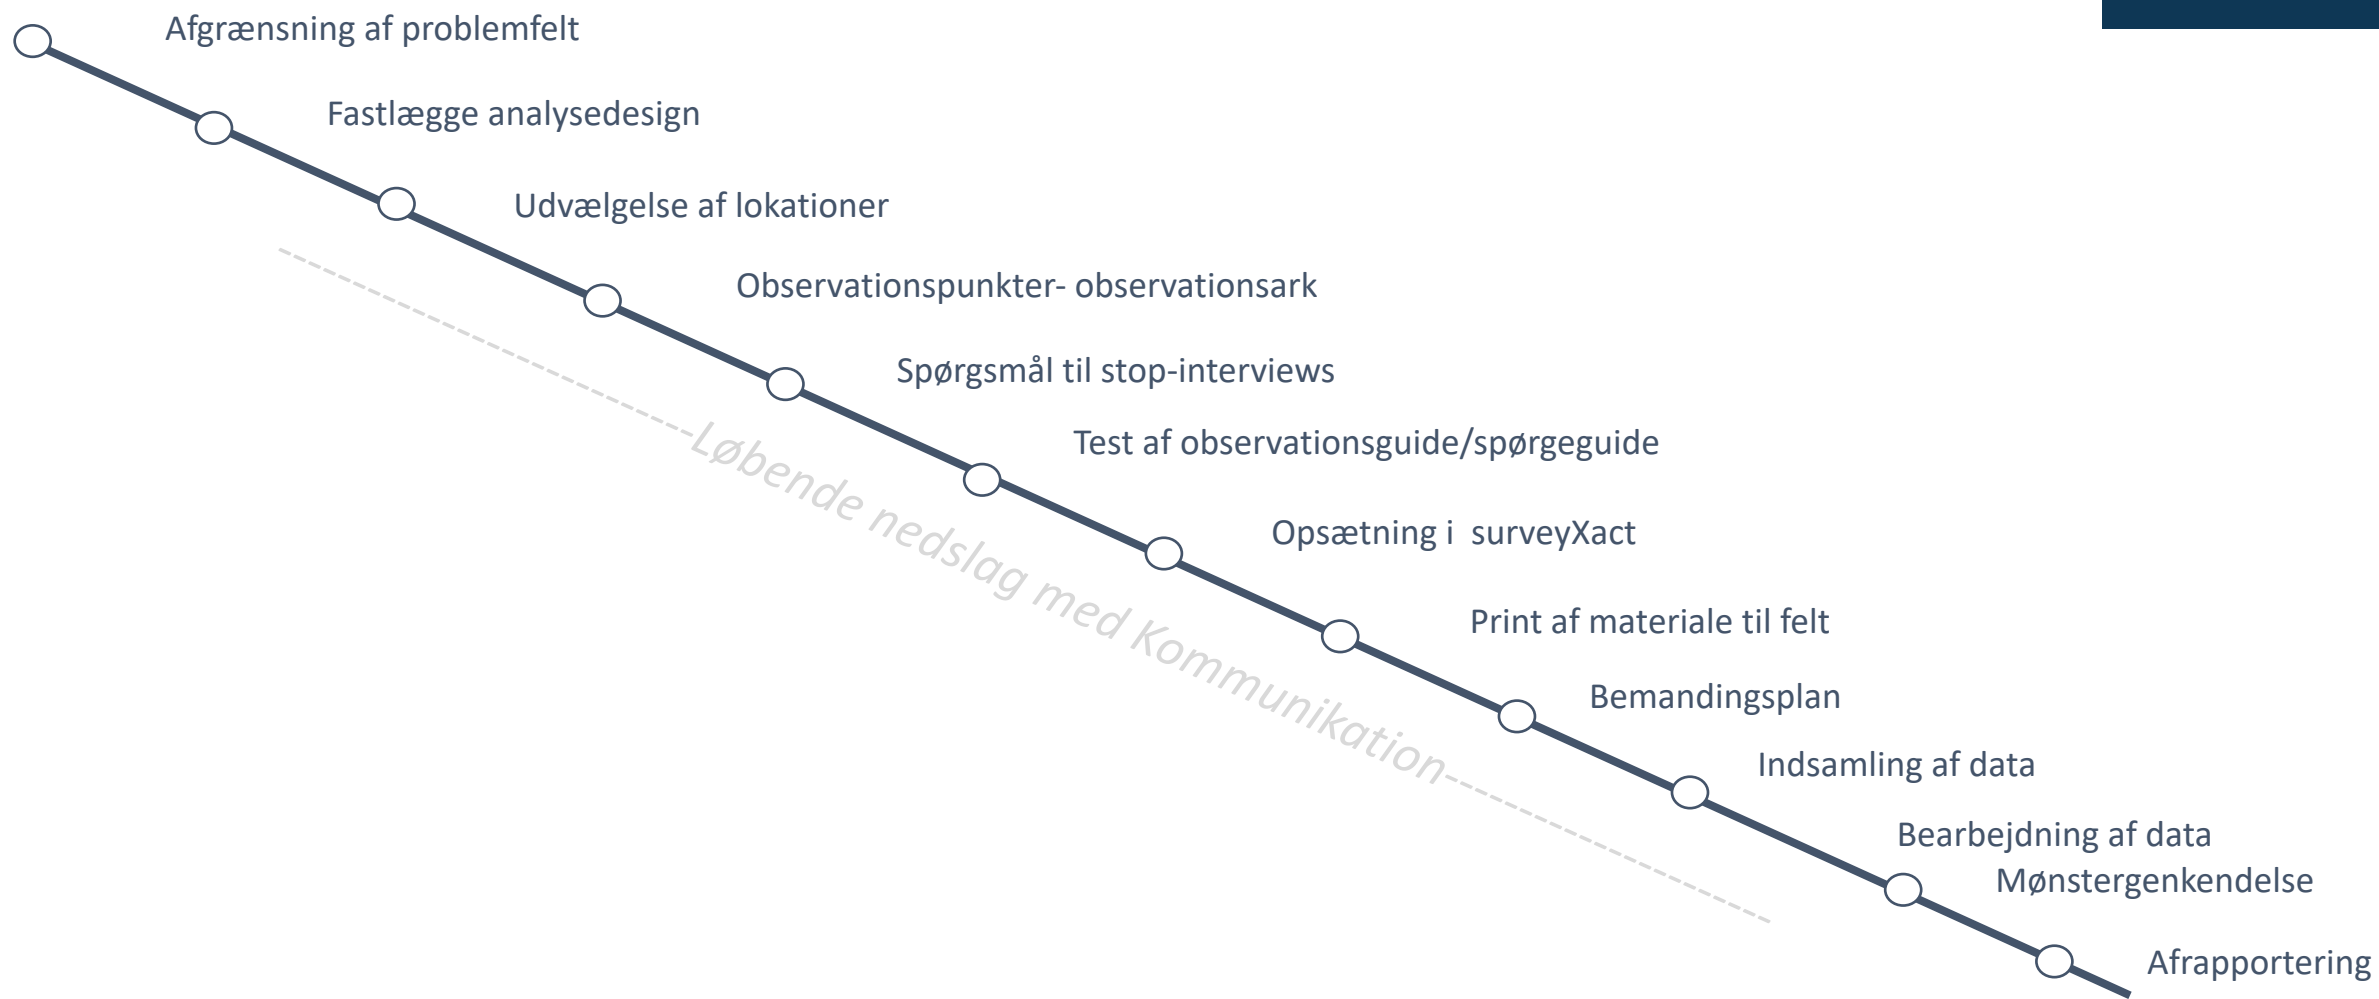 Afgrænsning af problemfelt
Fastlægge analysedesign
Udvælgelse af lokationer
Observationspunkter- observationsark
Spørgsmål til stop-interviews
Test af observationsguide/spørgeguide
Løbende nedslag med Kommunikation
Opsætning i  surveyXact
Print af materiale til felt
Bemandingsplan
Indsamling af data
Bearbejdning af data
Mønstergenkendelse
Afrapportering